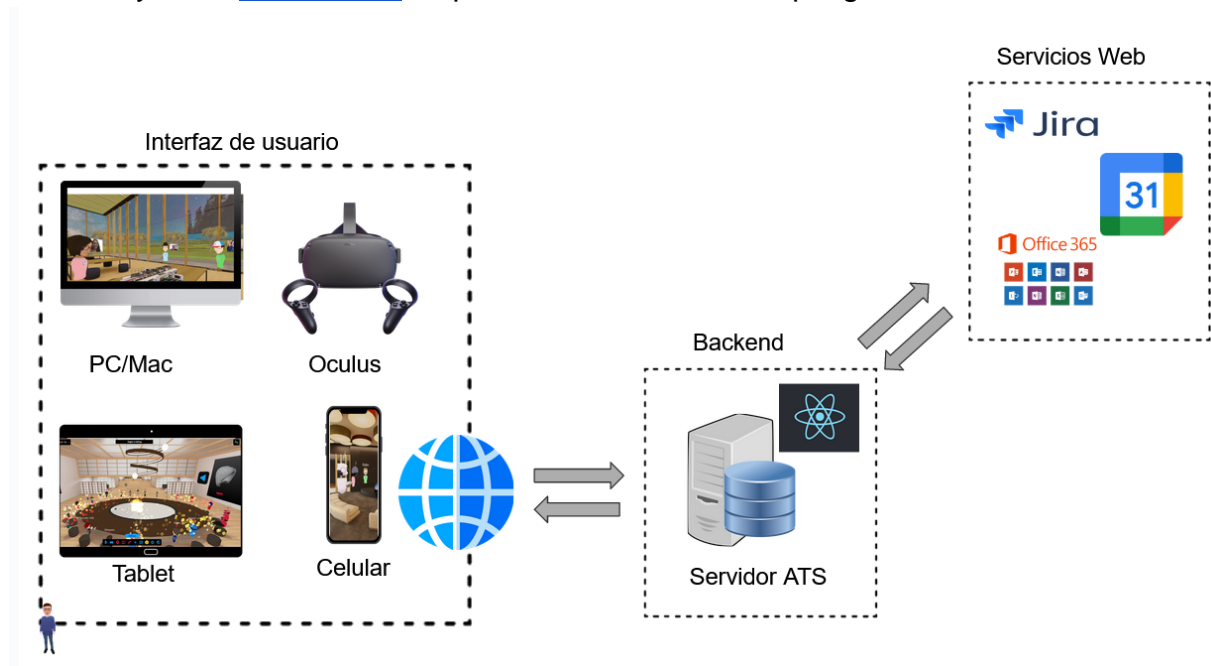 Servicios Web
Jira
31
Office 365
Interfaz de usuario
PC/Mac
Oculus
Tablet
Celular
Backend
Servidor ATS